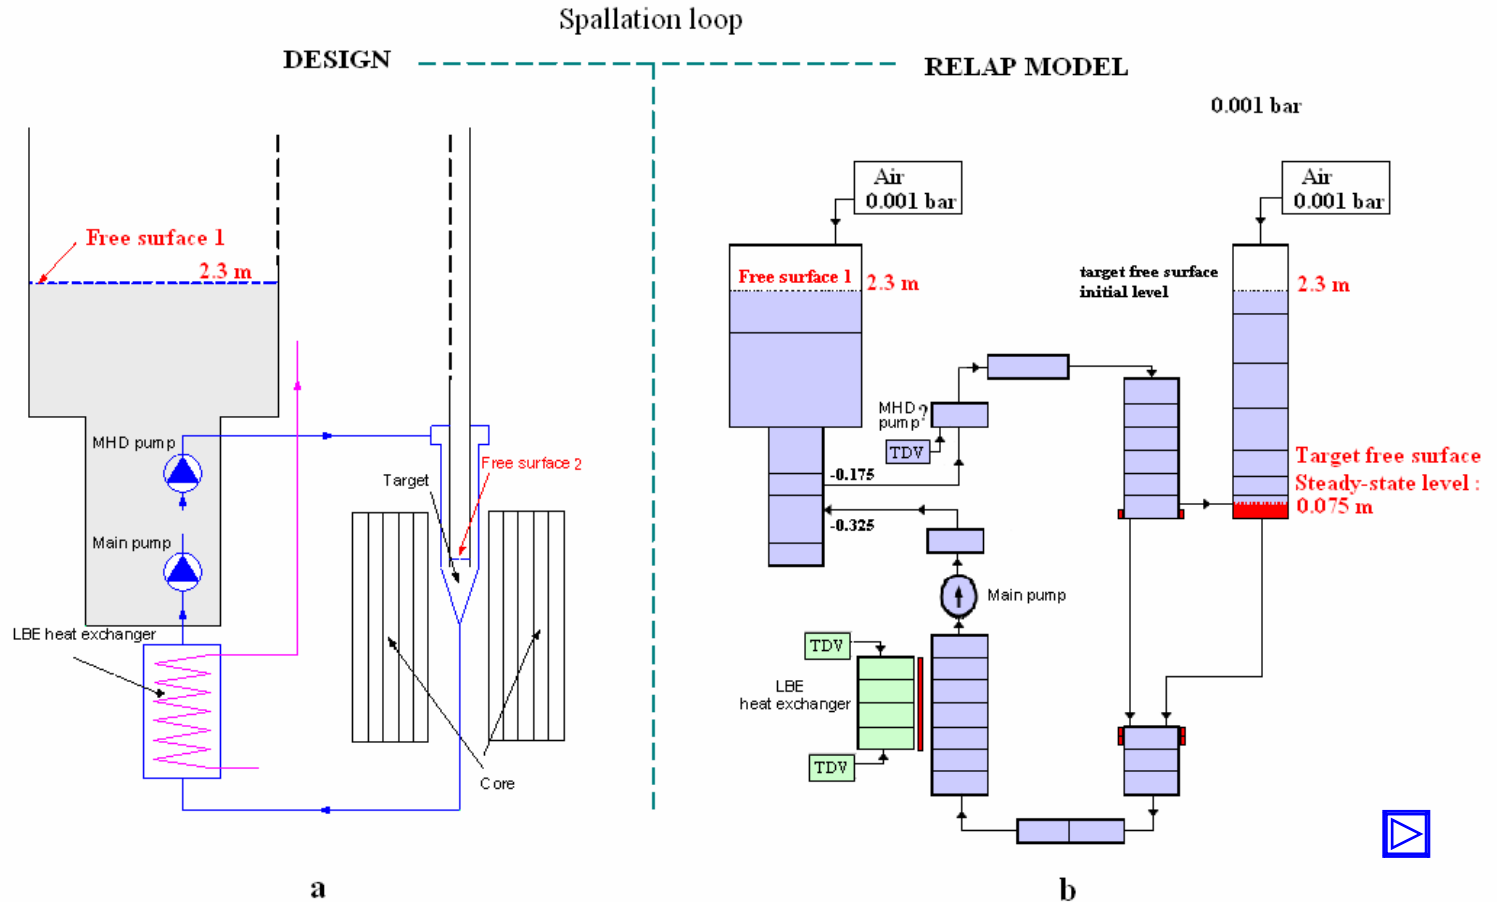 Spallation loop
DESIGN
RELAP MODEL
0.001 bar
Free surface 1
2.3 m
MHD pump
Main pump
LBE heat exchanger
Target
Free surface 2
Core
a
Air
0.001 bar
Free surface 1
2.3 m
MHD ?
pump
TDV
-0.175
-0.325
Main pump
TDV
LBE
heat exchanger
TDV
target free surface
initial level
Air
0.001 bar
2.3 m
Target free surface
Steady-state level :
0.075 m
b